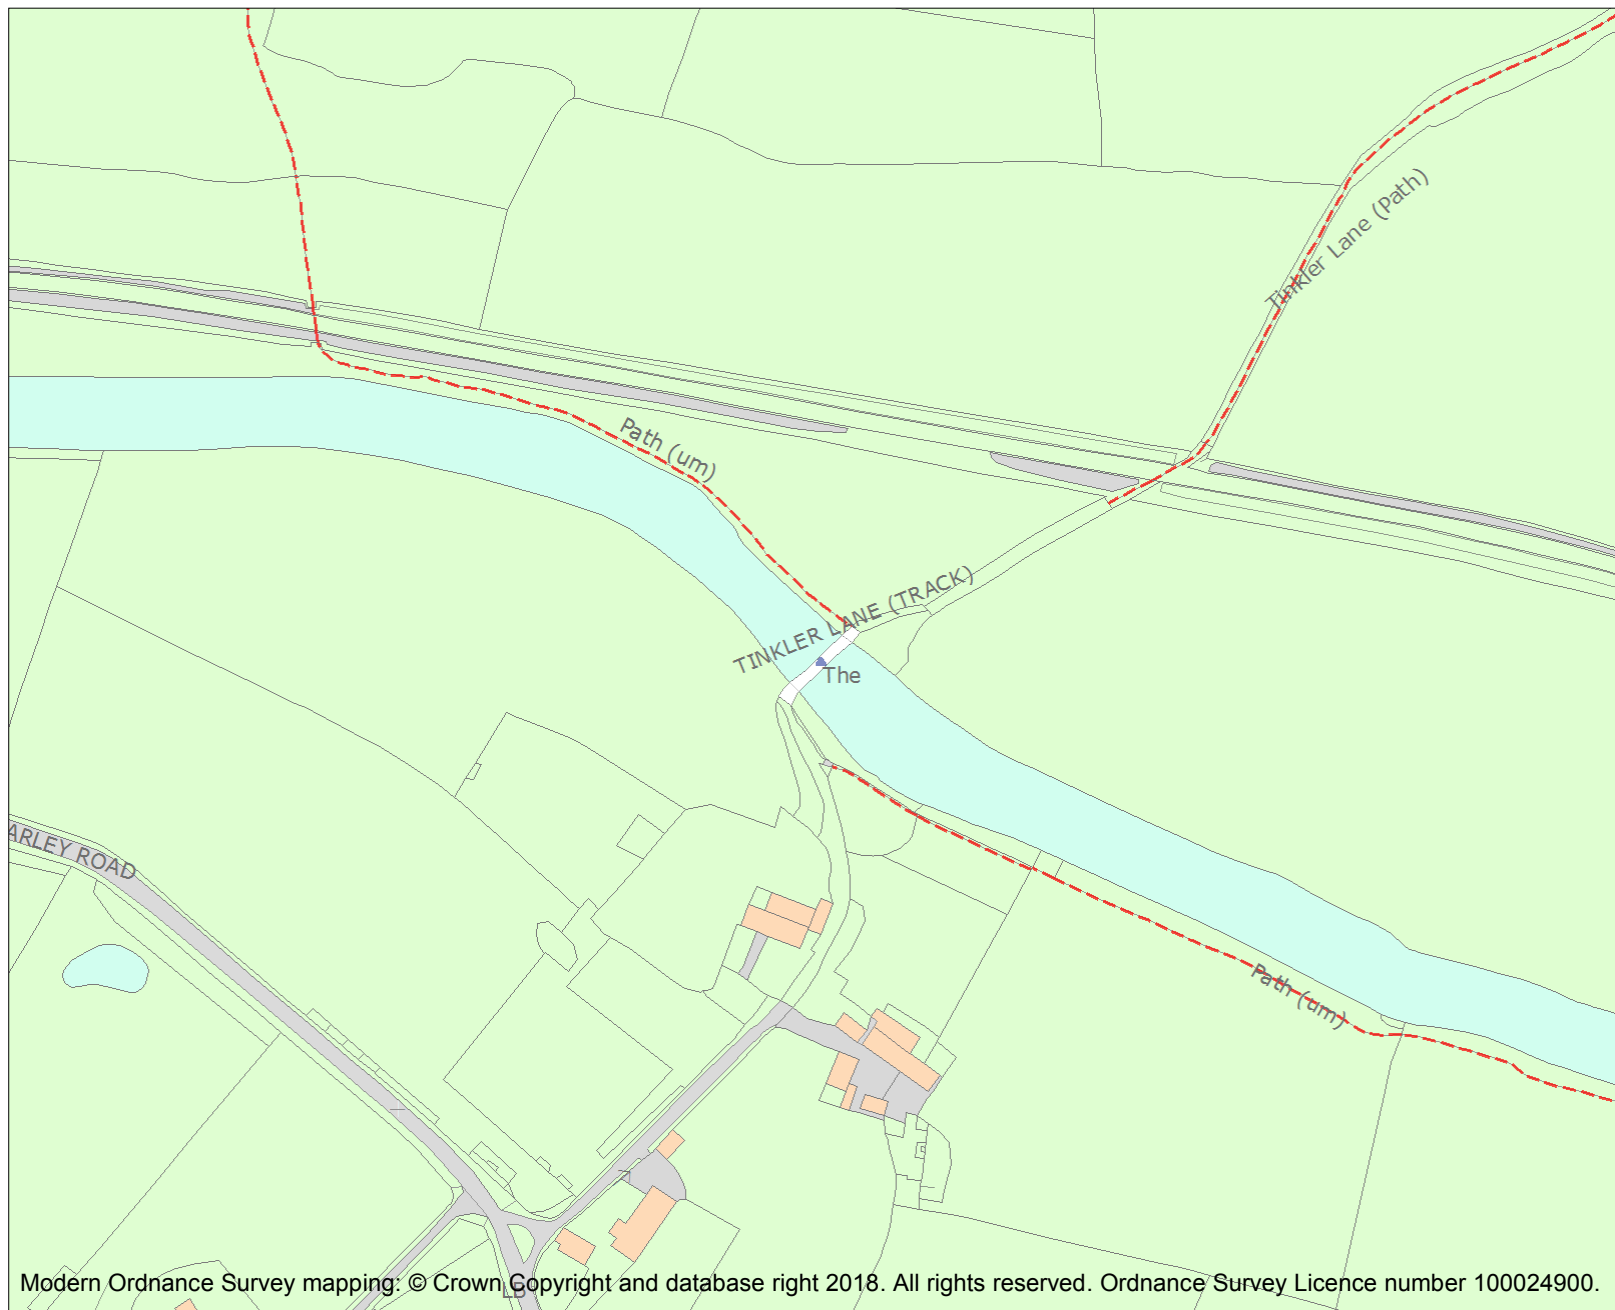 Tinkler Lane (Path)
Path (um)
TINKLER LANE (TRACK)
The
ARLEY ROAD
Path (um)
LB
Modern Ordnance Survey mapping: © Crown Copyright and database right 2018. All rights reserved. Ordnance Survey Licence number 100024900.